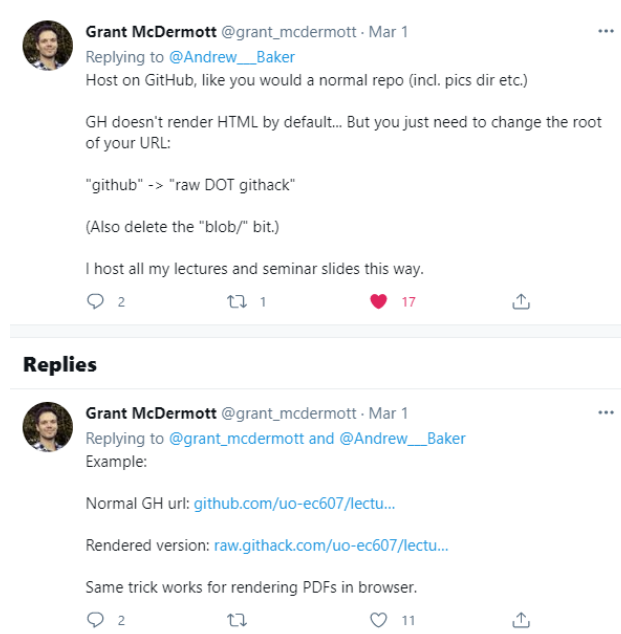 Grant McDermott @grant_mcdermott · Mar 1
Replying to @Andrew___Baker
Host on GitHub, like you would a normal repo (incl. pics dir etc.)
GH doesn't render HTML by default... But you just need to change the root
of your URL:
"github" -> "raw DOT githack"
(Also delete the "blob/" bit.)
I host all my lectures and seminar slides this way.
2 1 17
Replies
Grant McDermott @grant_mcdermott · Mar 1
Replying to @grant_mcdermott and @Andrew___Baker
Example:
Normal GH url: github.com/uo-ec607/lectu...
Rendered version: raw.githack.com/uo-ec607/lectu...
Same trick works for rendering PDFs in browser.
2 11